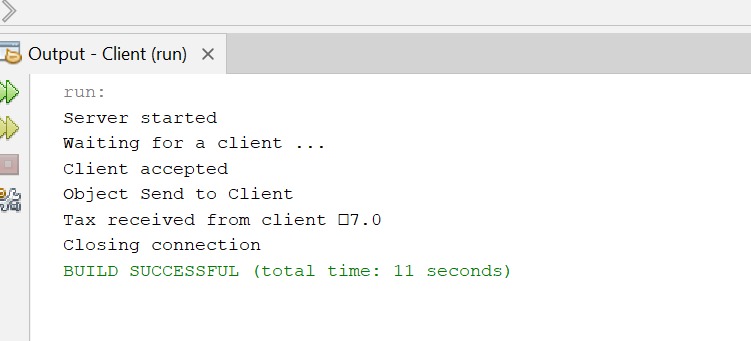 Output - Client (run) ×
run:
Server started
Waiting for a client ...
Client accepted
Object Send to Client
Tax received from client □7.0
Closing connection
BUILD SUCCESSFUL (total time: 11 seconds)